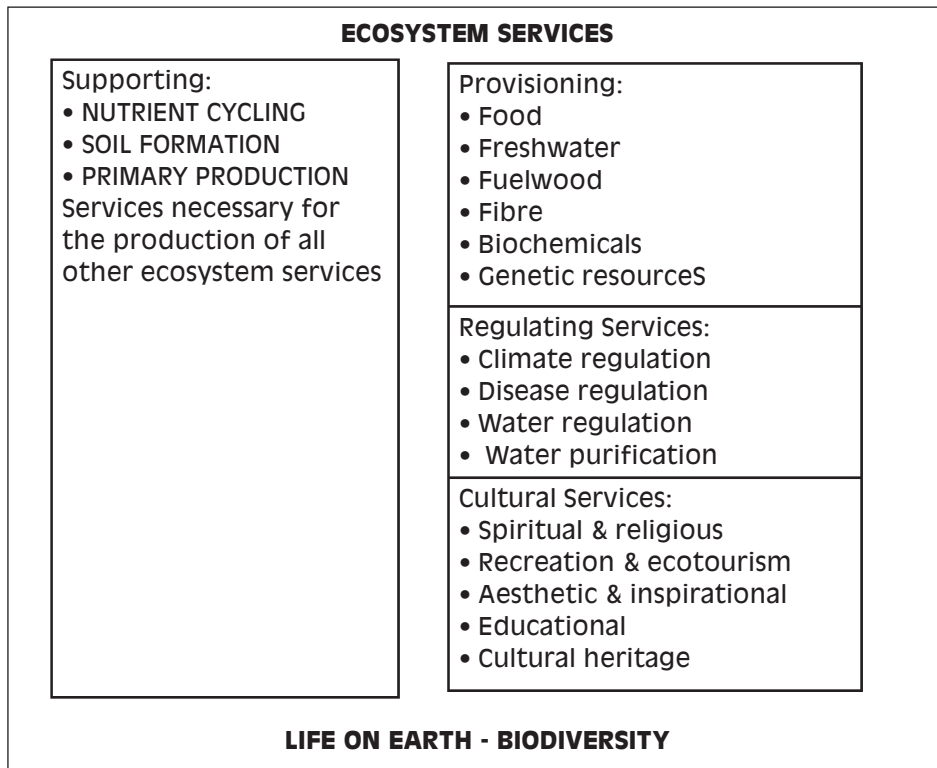 ECOSYSTEM SERVICES
Supporting:
• NUTRIENT CYCLING
• SOIL FORMATION
• PRIMARY PRODUCTION
Services necessary for
the production of all
other ecosystem services
Provisioning:
• Food
• Freshwater
• Fuelwood
• Fibre
• Biochemicals
• Genetic resourceS
Regulating Services:
• Climate regulation
• Disease regulation
• Water regulation
• Water purification
Cultural Services:
• Spiritual & religious
• Recreation & ecotourism
• Aesthetic & inspirational
• Educational
• Cultural heritage
LIFE ON EARTH - BIODIVERSITY